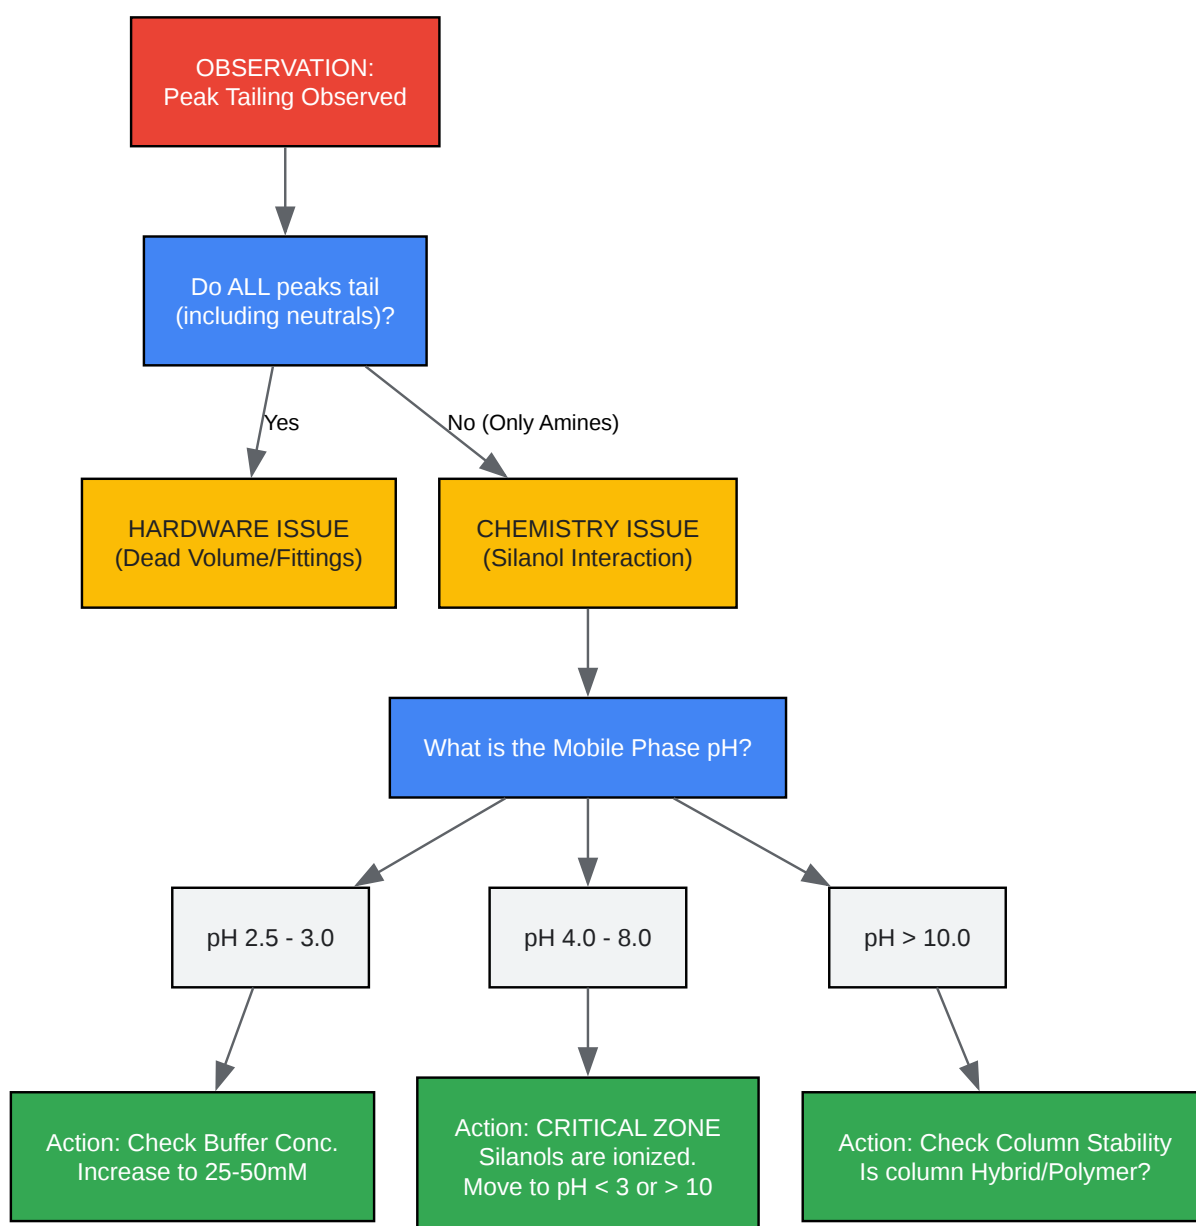 OBSERVATION:
Peak Tailing Observed
Do ALL peaks tail
(including neutrals)?
Yes
No (Only Amines)
HARDWARE ISSUE
(Dead Volume/Fittings)
CHEMISTRY ISSUE
(Silanol Interaction)
What is the Mobile Phase pH?
pH 2.5 - 3.0
pH 4.0 - 8.0
pH > 10.0
Action: Check Buffer Conc.
Increase to 25-50mM
Action: CRITICAL ZONE
Silanols are ionized.
Move to pH < 3 or > 10
Action: Check Column Stability
Is column Hybrid/Polymer?